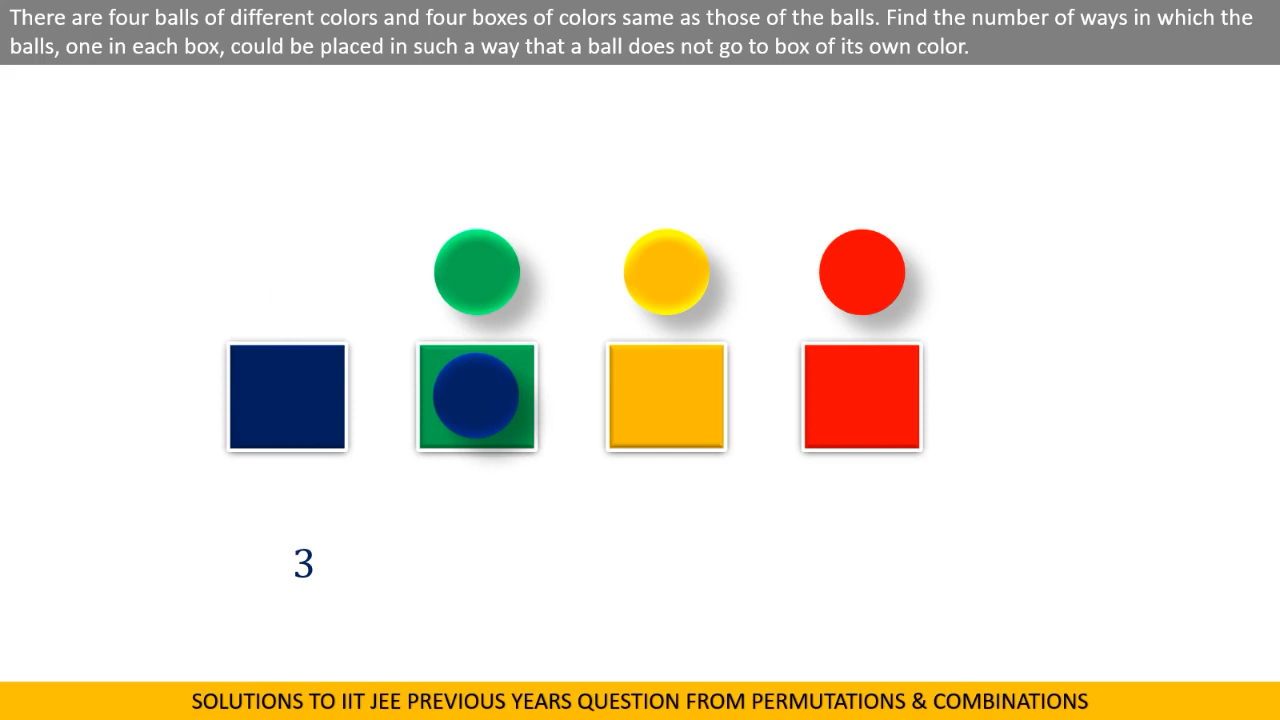 There are four balls of different colors and four boxes of colors same as those of the balls. Find the number of ways in which the
balls, one in each box, could be placed in such a way that a ball does not go to box of its own color.
3
SOLUTIONS TO IIT JEE PREVIOUS YEARS QUESTION FROM PERMUTATIONS & COMBINATIONS